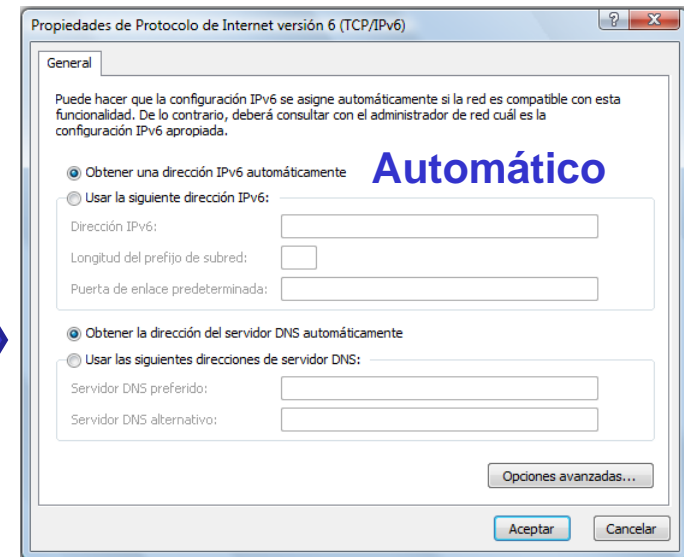 Propiedades de Protocolo de Internet versión 6 (TCP/IPv6)
General
Puede hacer que la configuración IPv6 se asigne automáticamente si la red es compatible con esta
funcionalidad. De lo contrario, deberá consultar con el administrador de red cuál es la
configuración IPv6 apropiada.
Obtener una dirección IPv6 automáticamente
Automático
Usar la siguiente dirección IPv6:
Dirección IPv6:
Longitud del prefijo de subred:
Puerta de enlace predeterminada:
Obtener la dirección del servidor DNS automáticamente
Usar las siguientes direcciones de servidor DNS:
Servidor DNS preferido:
Servidor DNS alternativo:
Opciones avanzadas...
Aceptar
Cancelar